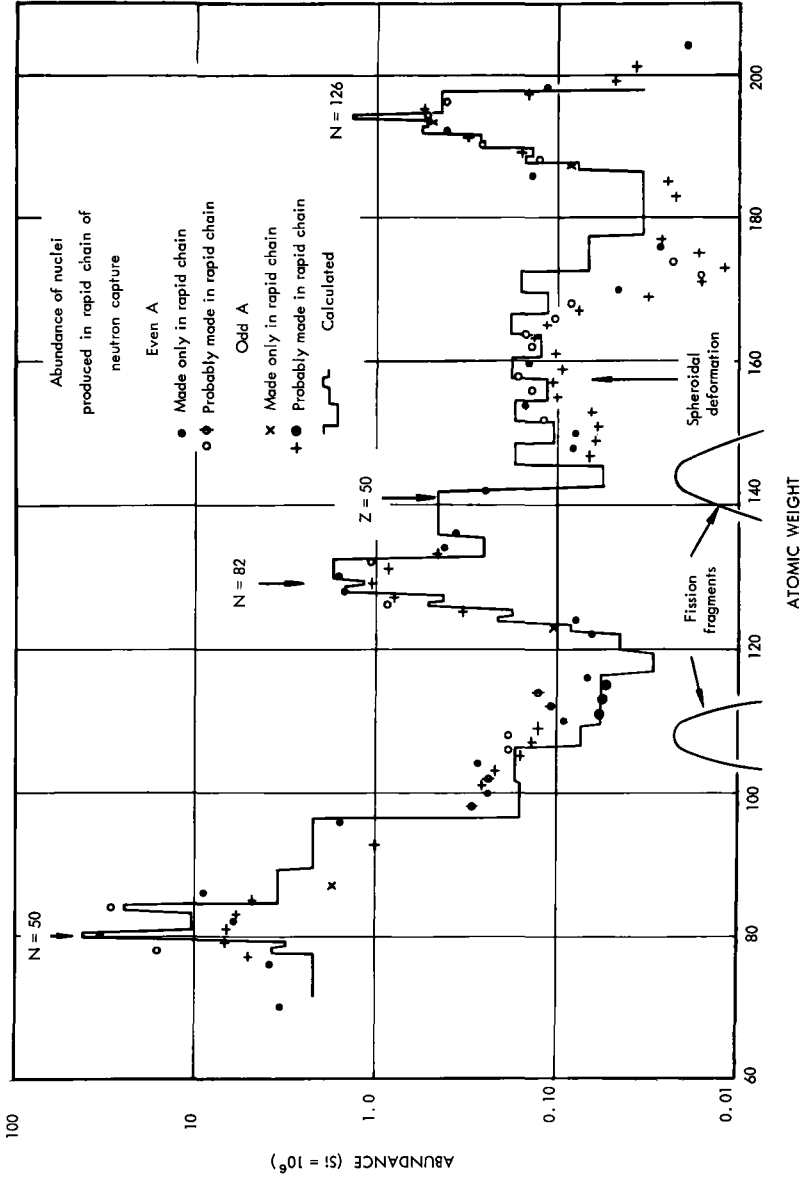 100
10
1.0
0.10
0.01
ABUNDANCE (Si = 10⁶)
60
80
100
120
140
160
180
200
ATOMIC WEIGHT
N = 50
N = 82
Z = 50
N = 126
Abundance of nuclei
produced in rapid chain of
neutron capture
Even A
Made only in rapid chain
Probably made in rapid chain
Odd A
Made only in rapid chain
Probably made in rapid chain
Calculated
Fission
fragments
Spheroidal
deformation